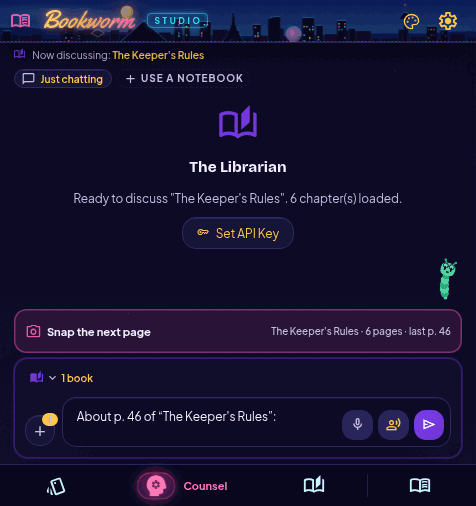 Bookworm STUDIO
Now discussing: The Keeper's Rules
Just chatting + USE A NOTEBOOK
The Librarian
Ready to discuss "The Keeper's Rules". 6 chapter(s) loaded.
Set API Key
Snap the next page The Keeper's Rules · 6 pages · last p. 46
1 book
About p. 46 of “The Keeper's Rules”:
Counsel